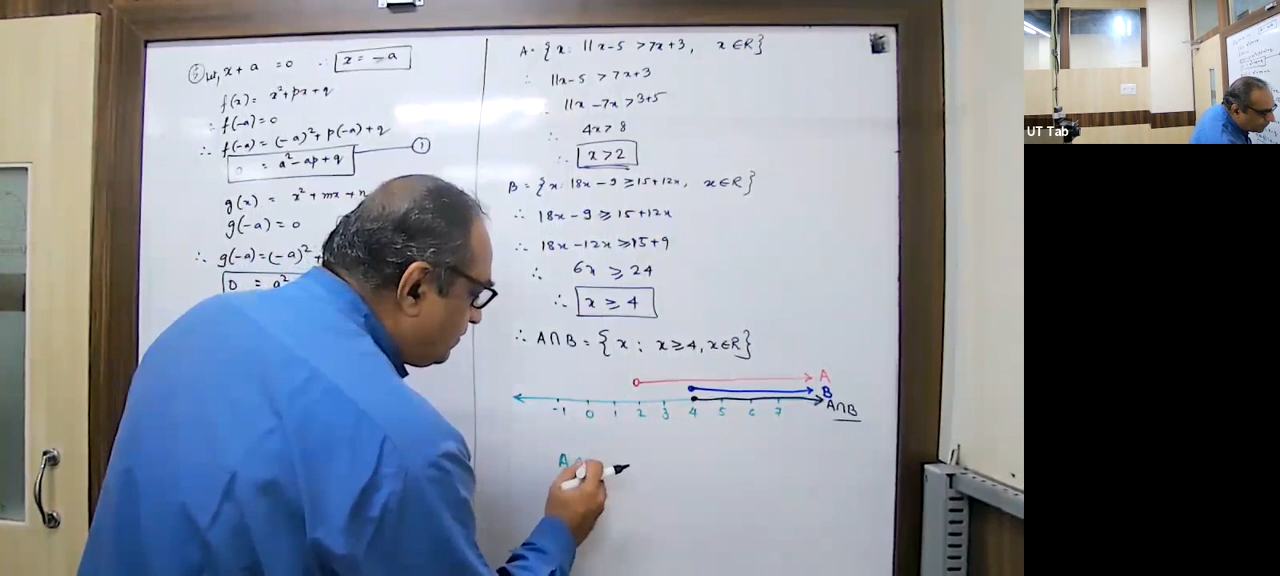 ③ let, x + a = 0 ∴ x = -a
f(x) = x² + px + q
∴ f(-a) = 0
∴ f(-a) = (-a)² + p(-a) + q
0 = a² - ap + q ①
g(x) = x² + mx + n
g(-a) = 0
∴ g(-a) = (-a)² +
0 = a²
A = {x : 11x - 5 > 7x + 3, x ∈ R}
∴ 11x - 5 > 7x + 3
11x - 7x > 3 + 5
∴ 4x > 8
∴ x > 2
B = {x : 18x - 9 ≥ 15 + 12x, x ∈ R}
∴ 18x - 9 ≥ 15 + 12x
∴ 18x - 12x ≥ 15 + 9
∴ 6x ≥ 24
∴ x ≥ 4
∴ A∩B = {x : x ≥ 4, x ∈ R}
A
B
-1 0 1 2 3 4 5 6 7 A∩B
A
UT Tab